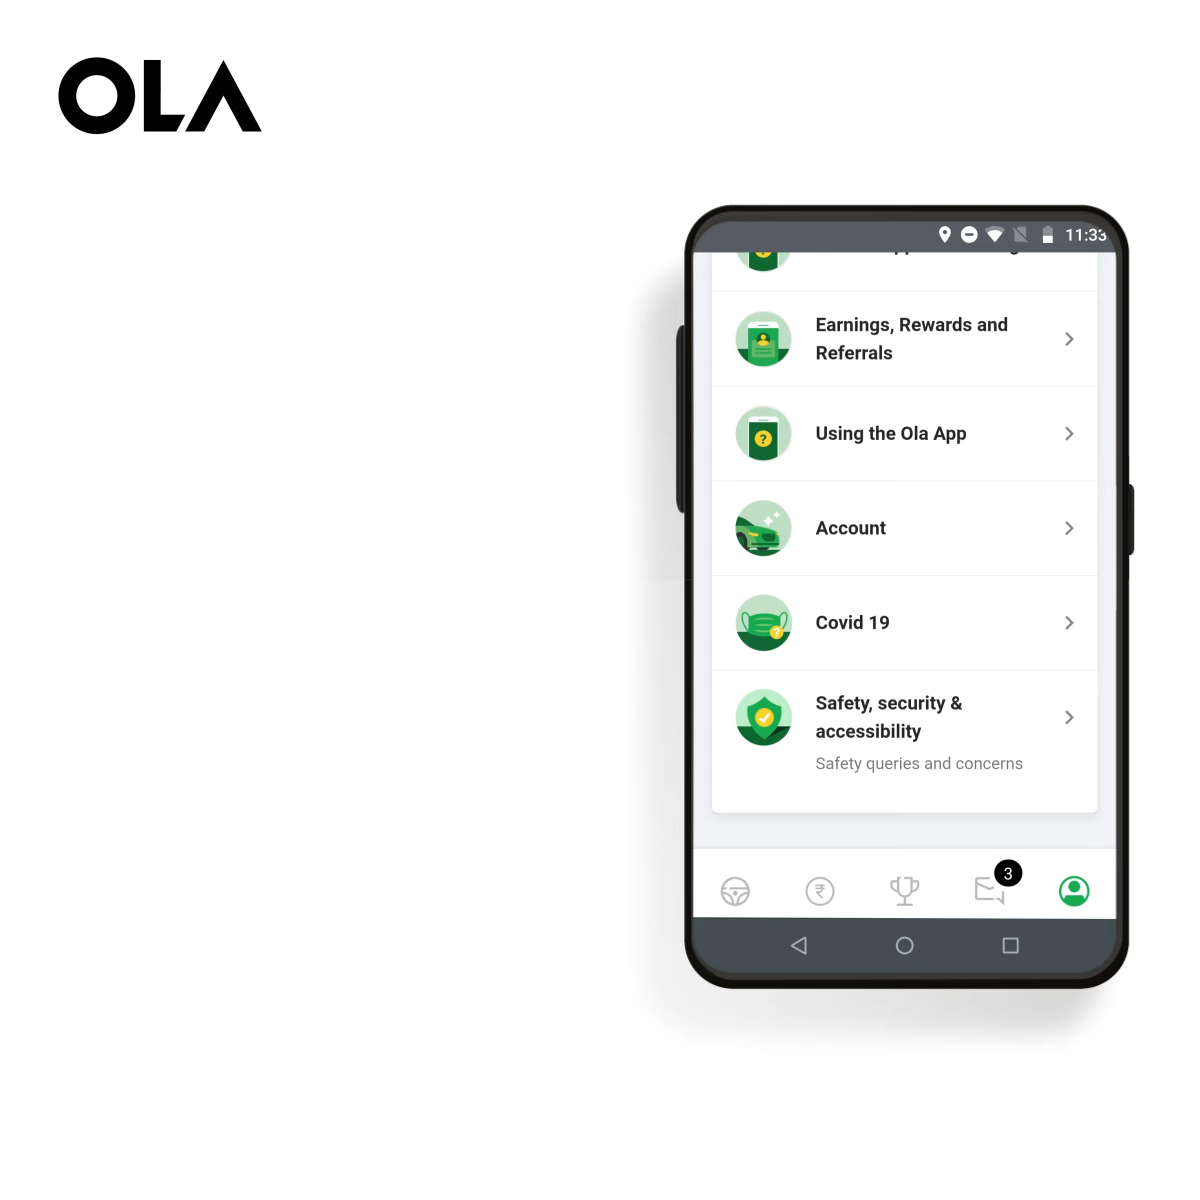 OLA
11:33
Earnings, Rewards and
Referrals
Using the Ola App
Account
Covid 19
Safety, security &
accessibility
Safety queries and concerns
3